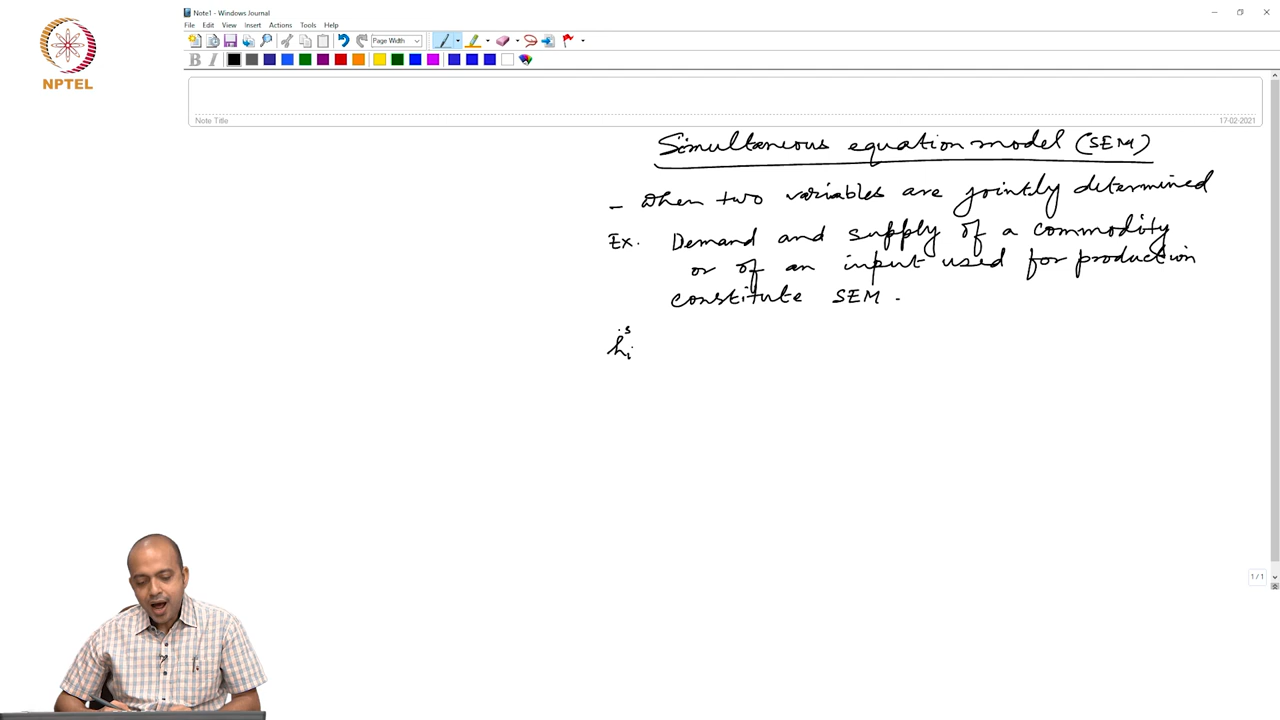 Note1 - Windows Journal
File Edit View Insert Actions Tools Help
Page Width
B I
NPTEL
Note Title
17-02-2021
Simultaneous equation model (SEM)
- When two variables are jointly determined
Ex. Demand and supply of a commodity
or of an input used for production
constitute SEM.
h_i^s
1/1